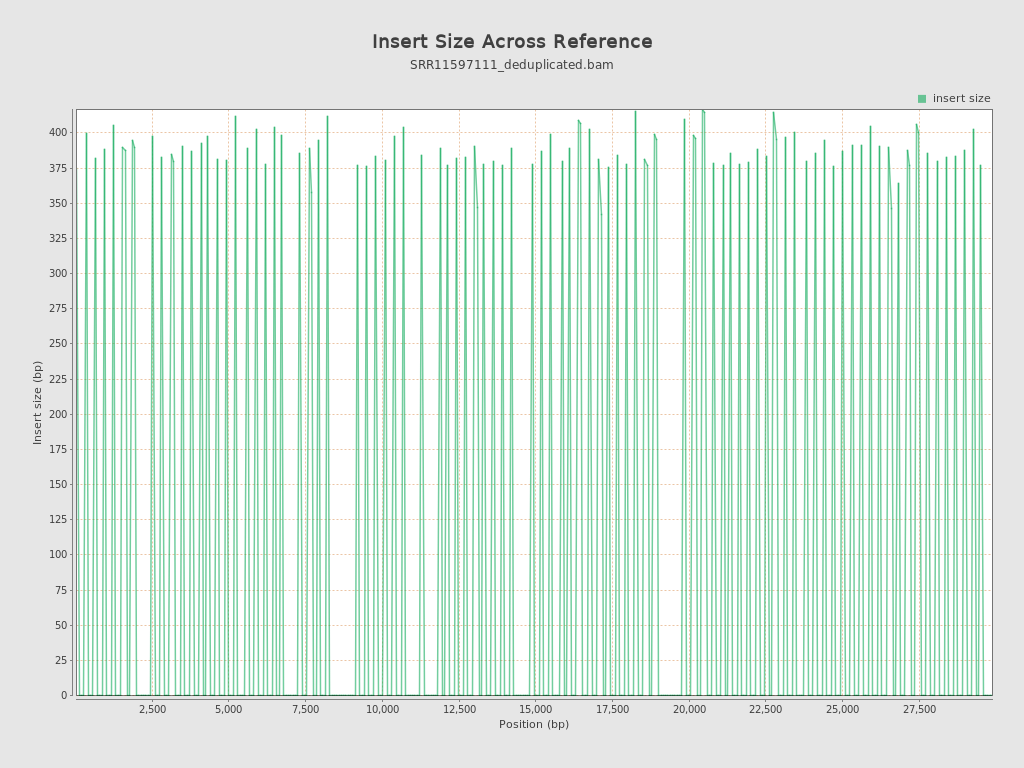 Insert Size Across Reference
SRR11597111_deduplicated.bam
insert size
Insert size (bp)
400
375
350
325
300
275
250
225
200
175
150
125
100
75
50
25
0
2,500 5,000 7,500 10,000 12,500 15,000 17,500 20,000 22,500 25,000 27,500
Position (bp)